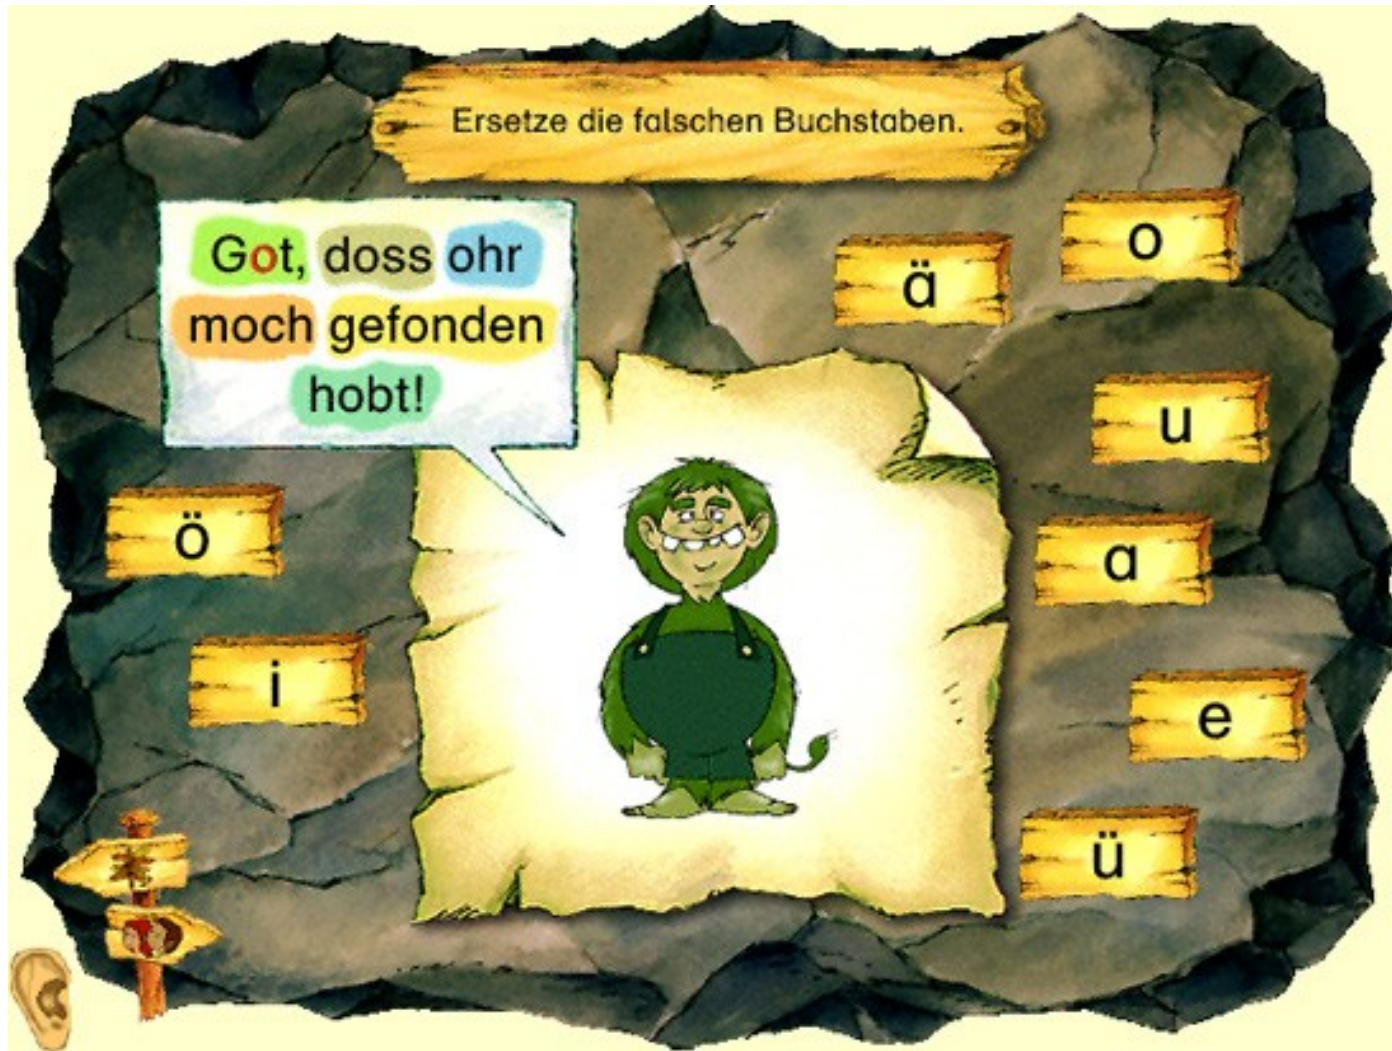 Ersetze die falschen Buchstaben.
Got, doss ohr
moch gefonden
hobt!
o
ä
u
ö
a
i
e
ü